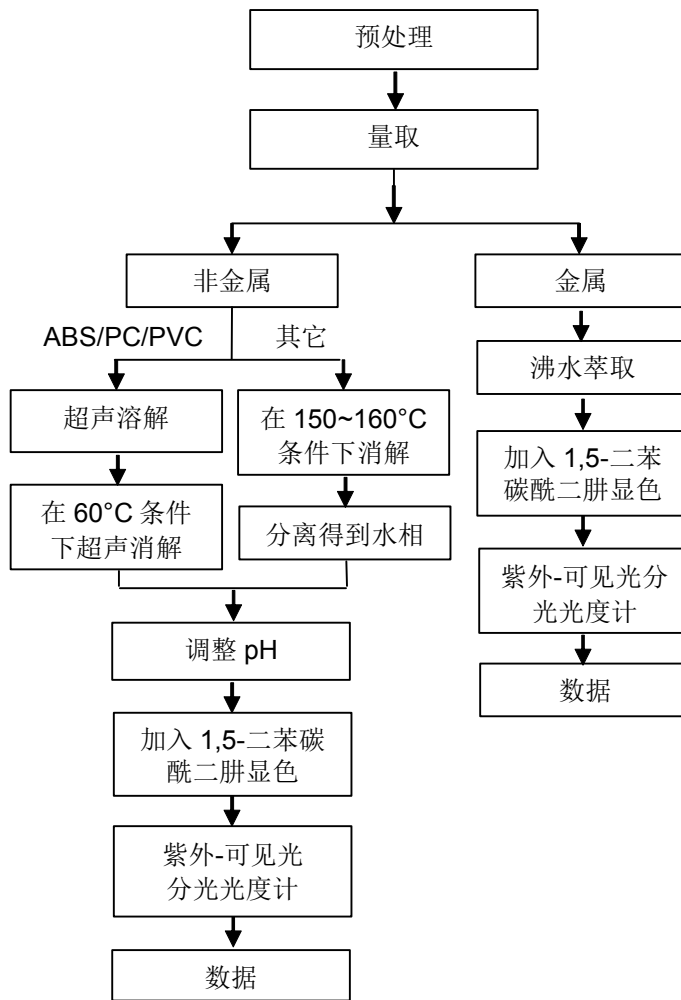 预处理
量取
非金属
金属
ABS/PC/PVC
其它
超声溶解
在 60°C 条件
下超声消解
在 150~160°C
条件下消解
分离得到水相
调整 pH
加入 1,5-二苯碳
酰二肼显色
紫外-可见光
分光光度计
数据
沸水萃取
加入 1,5-二苯
碳酰二肼显色
紫外-可见光分
光光度计
数据